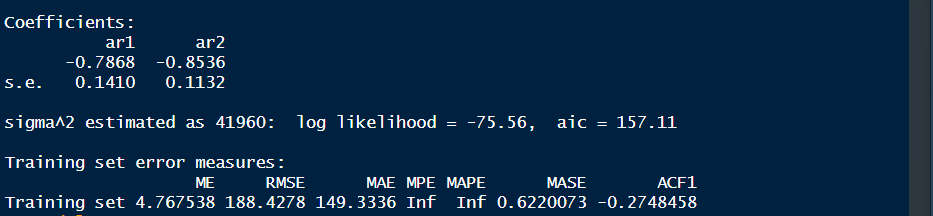 Coefficients:
ar1 ar2
-0.7868 -0.8536
s.e. 0.1410 0.1132
sigma^2 estimated as 41960: log likelihood = -75.56, aic = 157.11
Training set error measures:
ME RMSE MAE MPE MAPE MASE ACF1
Training set 4.767538 188.4278 149.3336 Inf Inf 0.6220073 -0.2748458